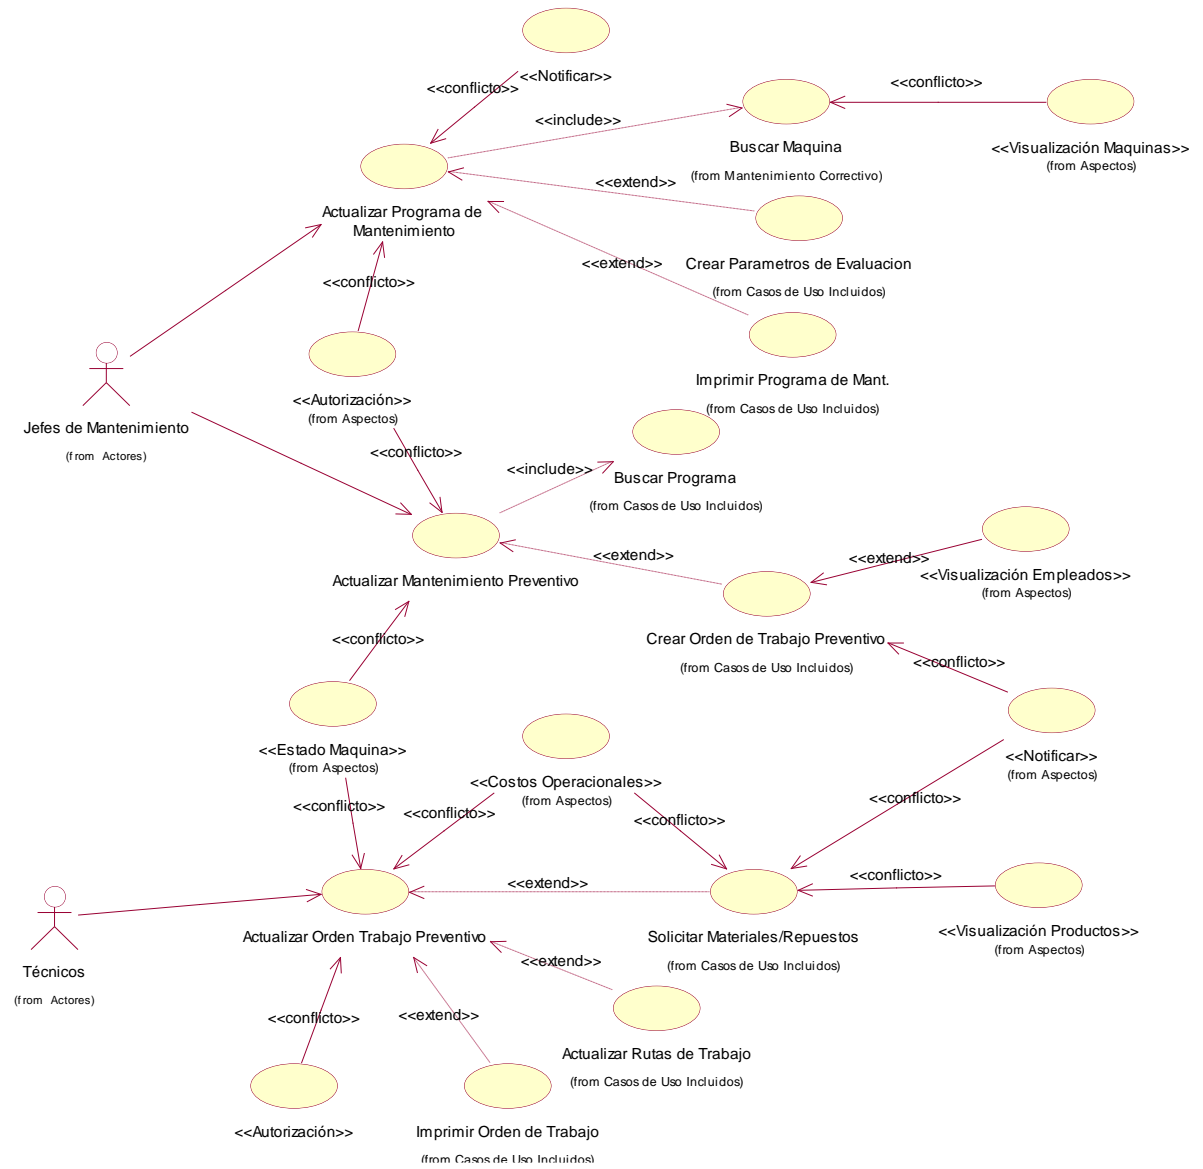 <<Notificar>>
<<conflicto>>
<<conflicto>>
<<include>>
Buscar Maquina
(from Mantenimiento Correctivo)
<<Visualización Maquinas>>
(from Aspectos)
<<extend>>
Actualizar Programa de
Mantenimiento
Crear Parametros de Evaluacion
(from Casos de Uso Incluidos)
<<extend>>
<<conflicto>>
Imprimir Programa de Mant.
(from Casos de Uso Incluidos)
<<Autorización>>
(from Aspectos)
Jefes de Mantenimiento
(from Actores)
<<conflicto>>
<<include>>
Buscar Programa
(from Casos de Uso Incluidos)
<<extend>>
<<extend>>
Actualizar Mantenimiento Preventivo
<<Visualización Empleados>>
(from Aspectos)
<<conflicto>>
Crear Orden de Trabajo Preventivo
(from Casos de Uso Incluidos)
<<conflicto>>
<<Estado Maquina>>
(from Aspectos)
<<Costos Operacionales>>
(from Aspectos)
<<Notificar>>
(from Aspectos)
<<conflicto>>
<<conflicto>>
<<conflicto>>
<<conflicto>>
<<extend>>
<<conflicto>>
Actualizar Orden Trabajo Preventivo
Solicitar Materiales/Repuestos
(from Casos de Uso Incluidos)
<<Visualización Productos>>
(from Aspectos)
Técnicos
(from Actores)
<<extend>>
<<conflicto>>
<<extend>>
Actualizar Rutas de Trabajo
(from Casos de Uso Incluidos)
<<Autorización>>
Imprimir Orden de Trabajo
(from Casos de Uso Incluidos)